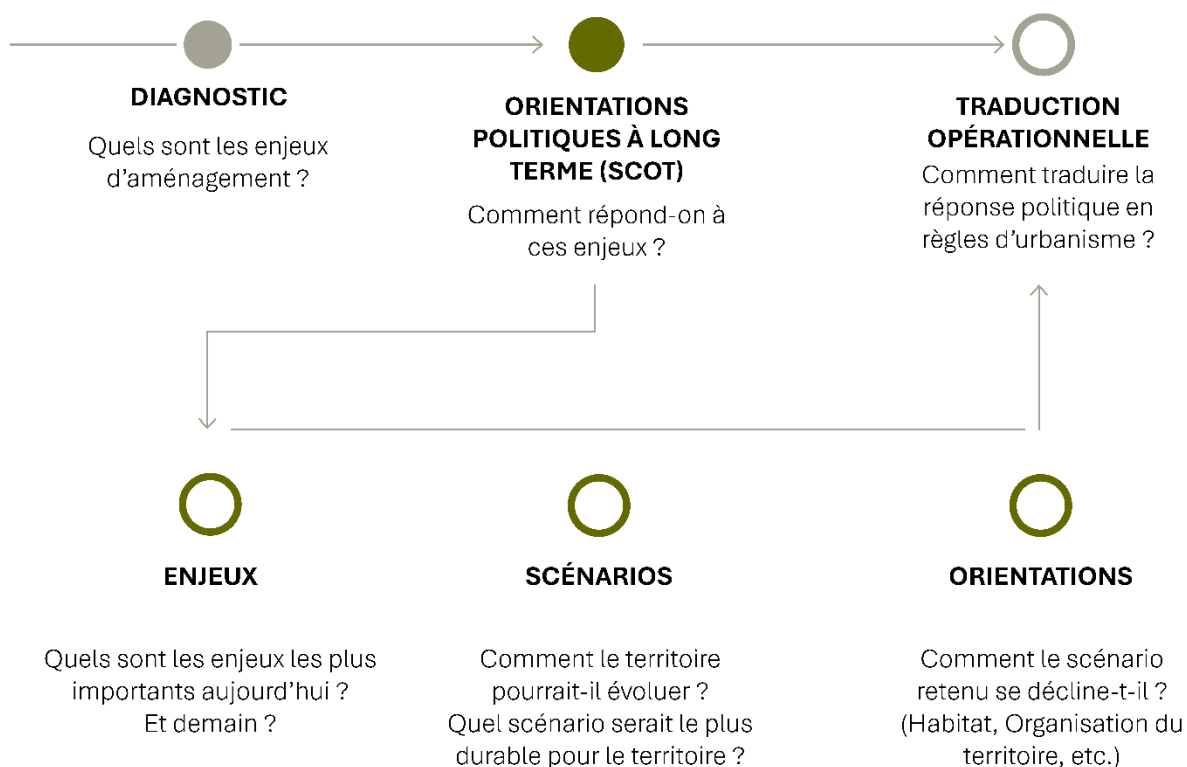 DIAGNOSTIC
Quels sont les enjeux
d’aménagement ?
ORIENTATIONS
POLITIQUES À LONG
TERME (SCOT)
Comment répond-on à
ces enjeux ?
TRADUCTION
OPÉRATIONNELLE
Comment traduire la
réponse politique en
règles d’urbanisme ?
ENJEUX
Quels sont les enjeux les plus
importants aujourd’hui ?
Et demain ?
SCÉNARIOS
Comment le territoire
pourrait-il évoluer ?
Quel scénario serait le plus
durable pour le territoire ?
ORIENTATIONS
Comment le scénario
retenu se décline-t-il ?
(Habitat, Organisation du
territoire, etc.)